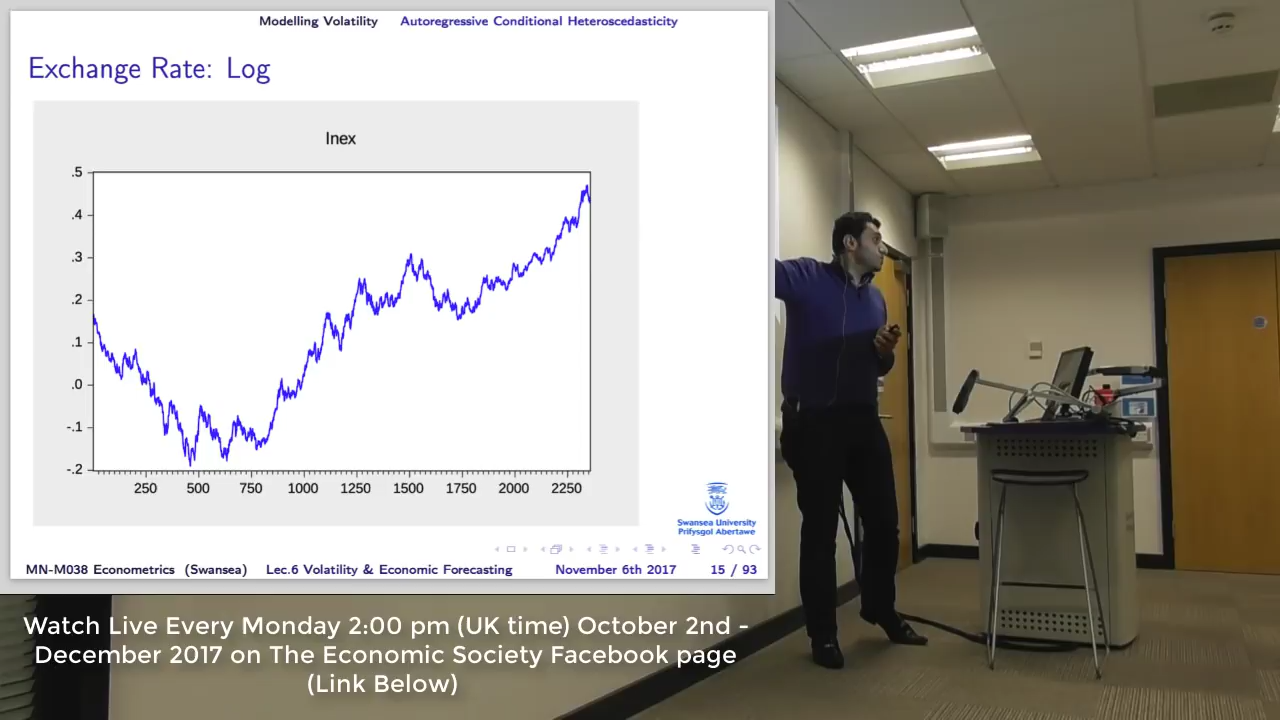 Modelling Volatility Autoregressive Conditional Heteroscedasticity
Exchange Rate: Log
lnex
.5
.4
.3
.2
.1
.0
-.1
-.2
250 500 750 1000 1250 1500 1750 2000 2250
Swansea University
Prifysgol Abertawe
MN-M038 Econometrics (Swansea) Lec.6 Volatility & Economic Forecasting November 6th 2017 15 / 93
Watch Live Every Monday 2:00 pm (UK time) October 2nd -
December 2017 on The Economic Society Facebook page
(Link Below)